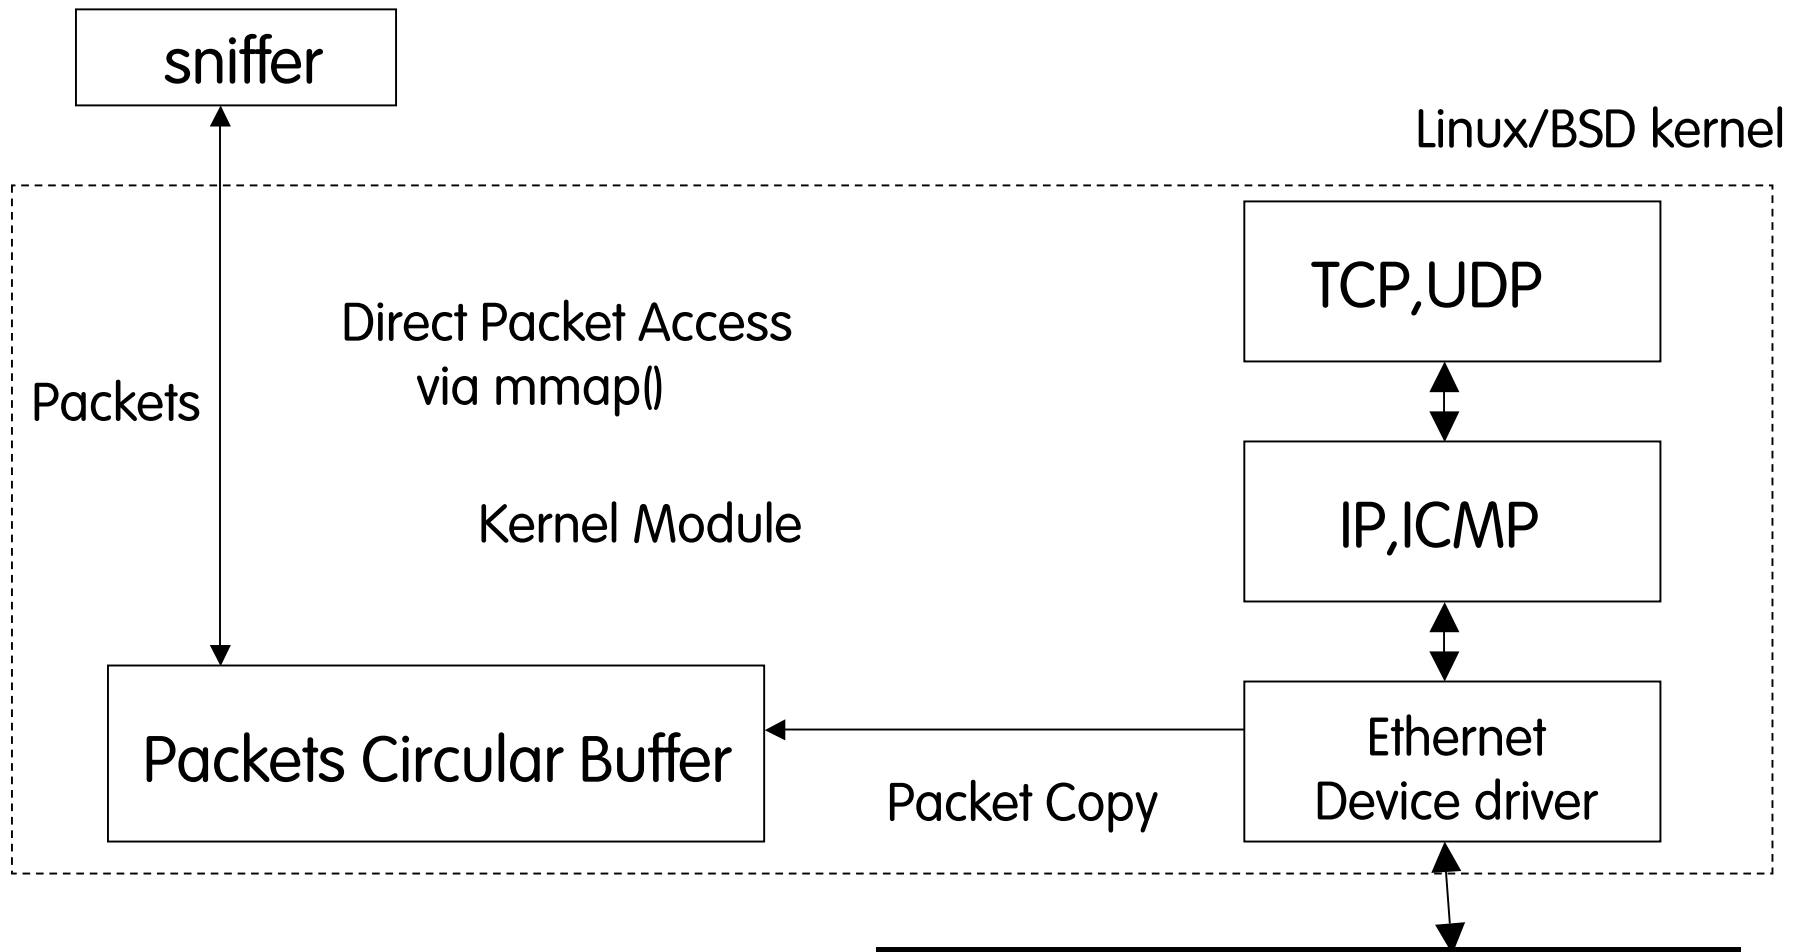 sniffer
Linux/BSD kernel
TCP,UDP
Direct Packet Access
via mmap()
Packets
Kernel Module
IP,ICMP
Packets Circular Buffer
Ethernet
Device driver
Packet Copy